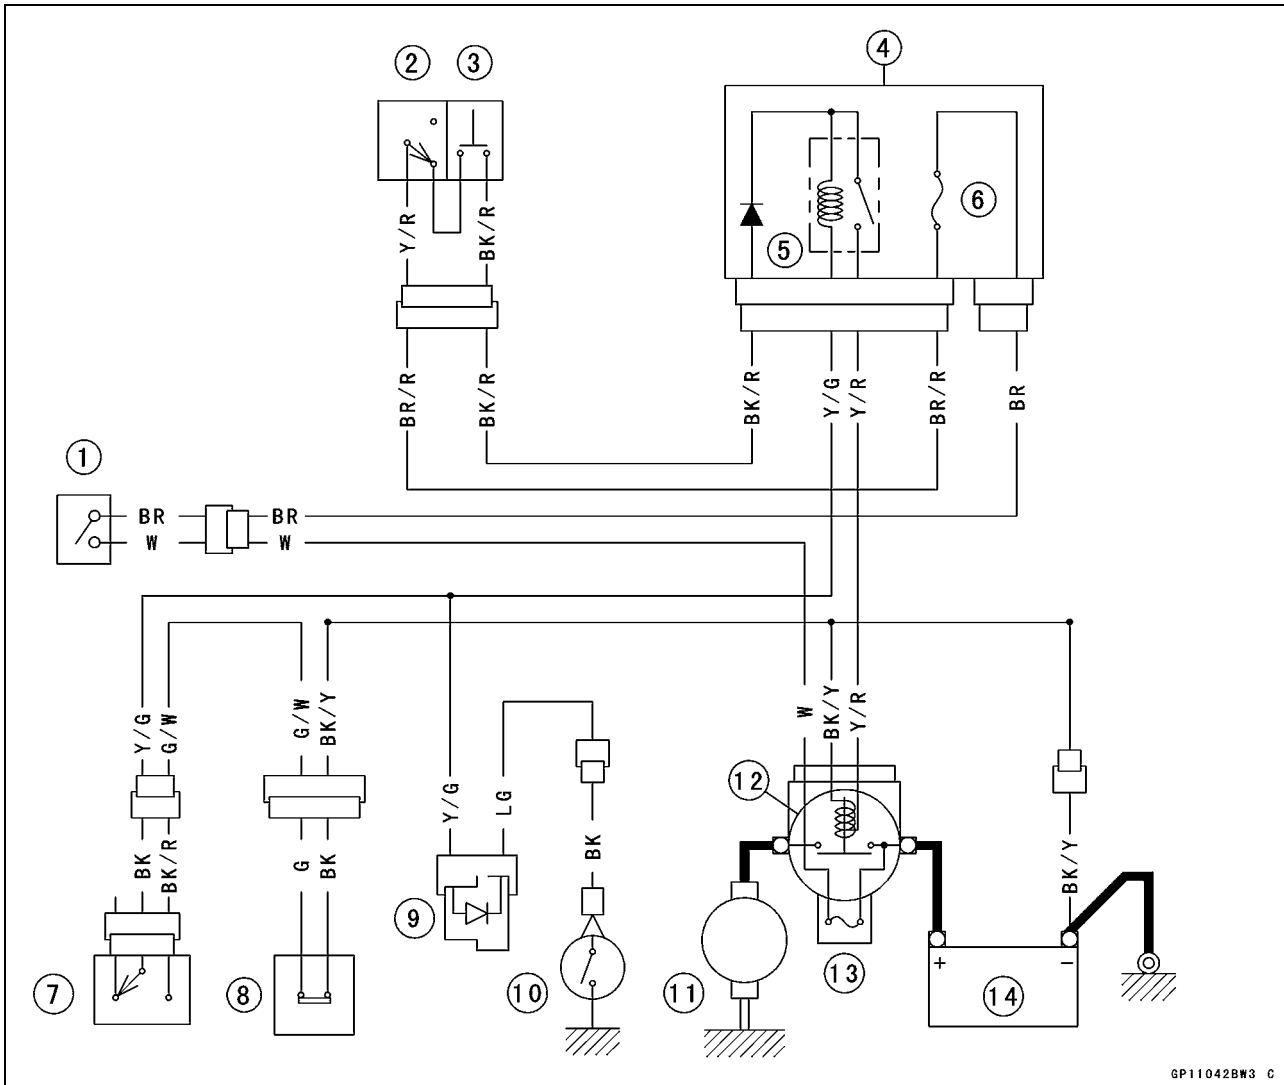 4
2
3
6
5
Y/R
BK/R
BR/R
BK/R
BK/R
Y/G
Y/R
BR/R
BR
1
BR
BR
W
W
Y/G
G/W
G/W
BK/Y
W
BK/Y
Y/R
12
Y/G
LG
BK
BK/R
G
BK
BK
BK/Y
9
7
8
10
11
13
+
−
14
GP11042BW3 C